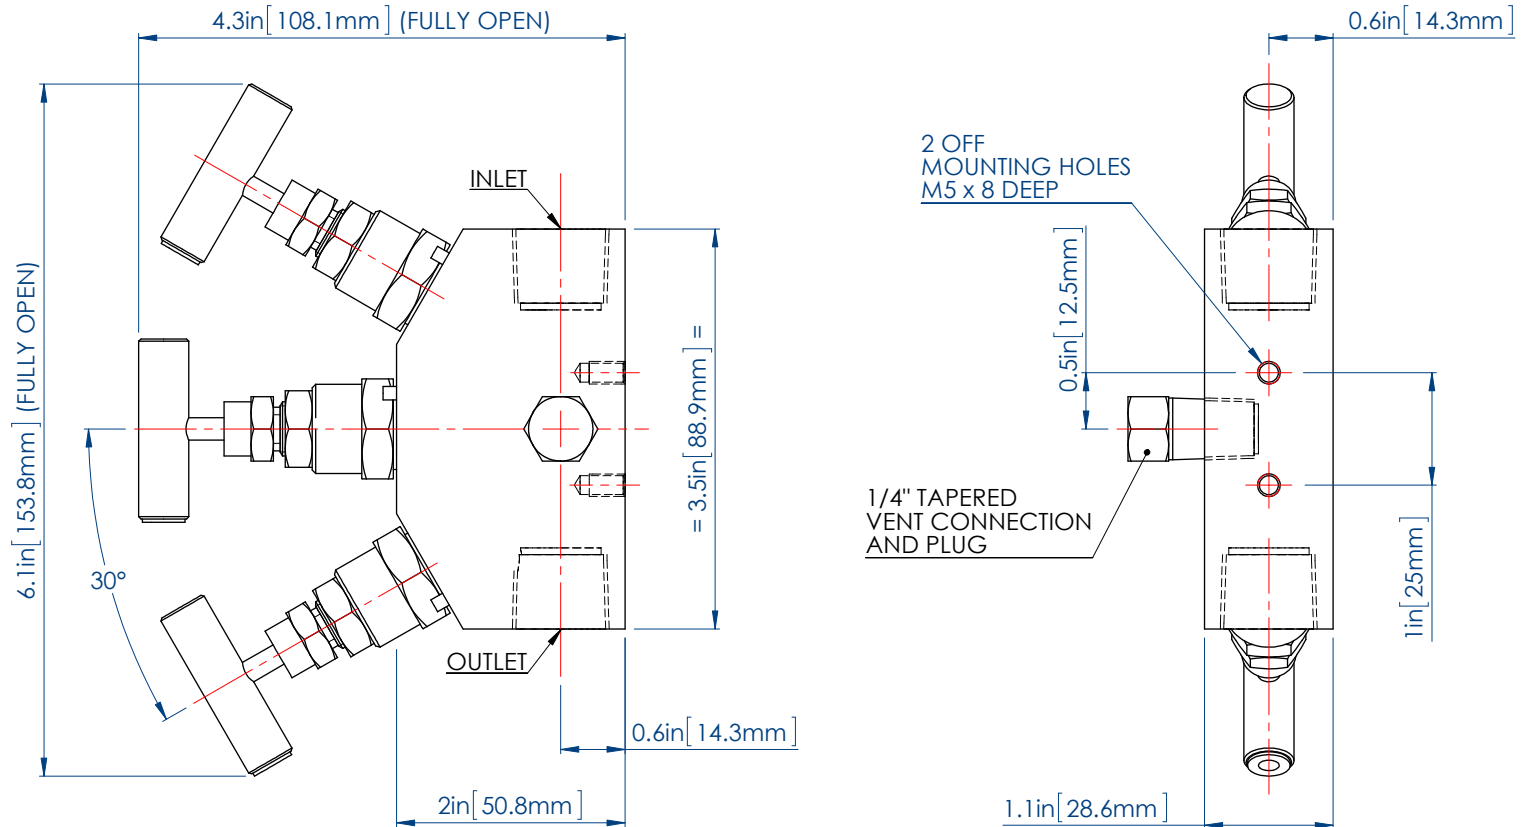 4.3in[108.1mm] (FULLY OPEN)
0.6in[14.3mm]
2 OFF
MOUNTING HOLES
M5 x 8 DEEP
INLET
6.1in[153.8mm] (FULLY OPEN)
0.5in[12.5mm]
= 3.5in[88.9mm] =
1/4" TAPERED
VENT CONNECTION
AND PLUG
30°
1in[25mm]
OUTLET
0.6in[14.3mm]
2in[50.8mm]
1.1in[28.6mm]